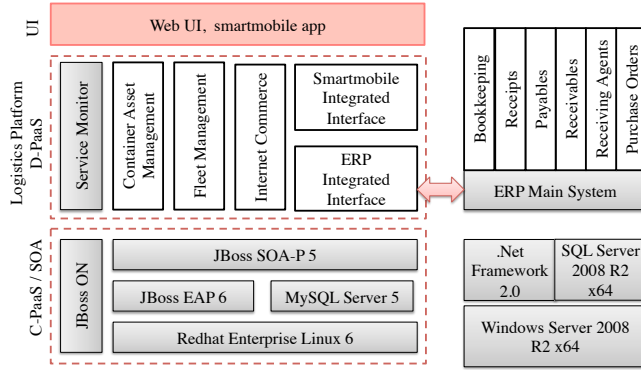 UI
Web UI, smartmobile app
Logistics Platform
D-PaaS
Service Monitor
Container Asset
Management
Fleet Management
Internet Commerce
Smartmobile
Integrated
Interface
ERP
Integrated
Interface
Bookkeeping
Receipts
Payables
Receivables
Receiving Agents
Purchase Orders
ERP Main System
C-PaaS / SOA
JBoss ON
JBoss SOA-P 5
JBoss EAP 6
MySQL Server 5
Redhat Enterprise Linux 6
.Net
Framework
2.0
SQL Server
2008 R2
x64
Windows Server 2008
R2 x64